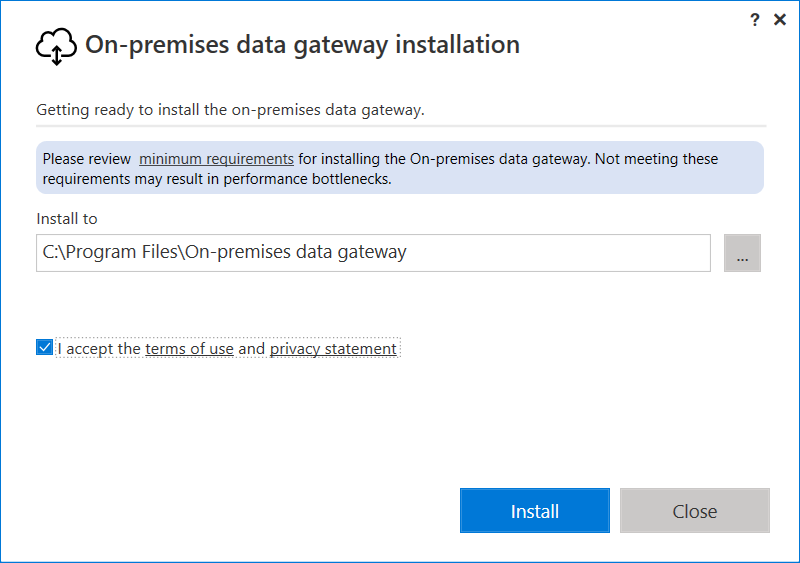 ? ×
On-premises data gateway installation
Getting ready to install the on-premises data gateway.
Please review minimum requirements for installing the On-premises data gateway. Not meeting these
requirements may result in performance bottlenecks.
Install to
C:\Program Files\On-premises data gateway
...
I accept the terms of use and privacy statement
Install Close